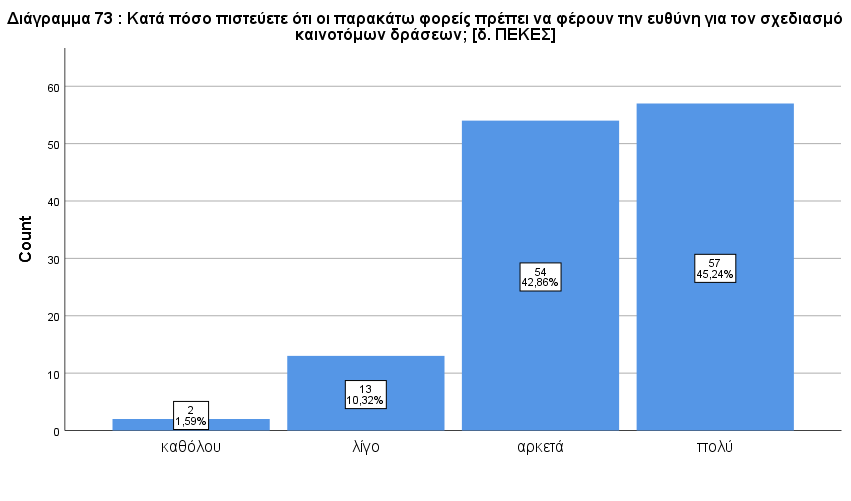 Διάγραμμα 73 : Κατά πόσο πιστεύετε ότι οι παρακάτω φορείς πρέπει να φέρουν την ευθύνη για τον σχεδιασμό
καινοτόμων δράσεων; [δ. ΠΕΚΕΣ]
60
50
40
30
20
10
0
Count
2
1,59%
13
10,32%
54
42,86%
57
45,24%
καθόλου
λίγο
αρκετά
πολύ